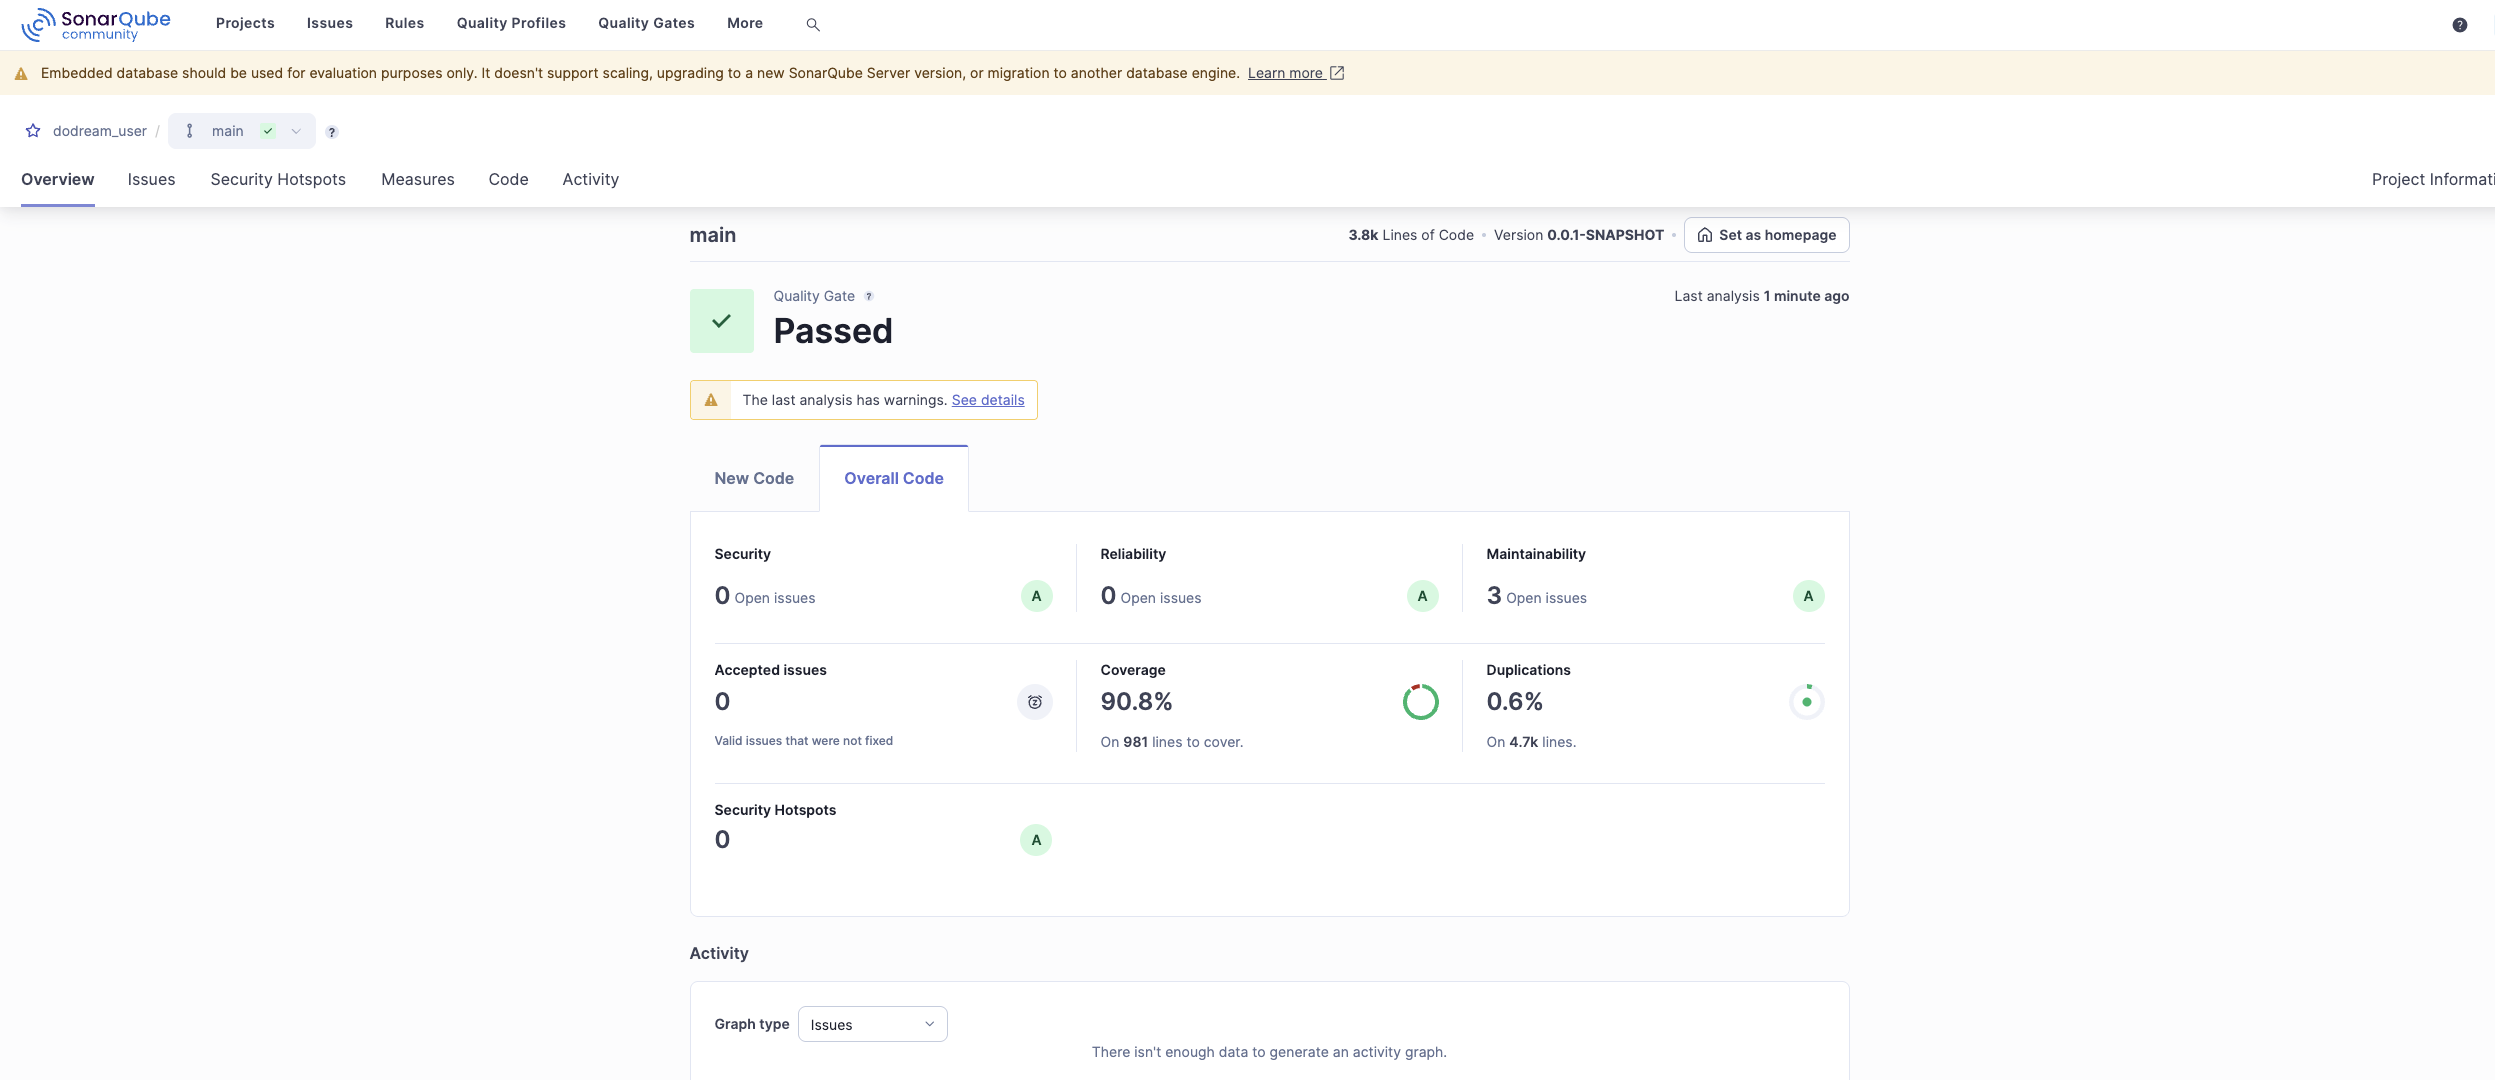 SonarQube
community
Projects Issues Rules Quality Profiles Quality Gates More
Embedded database should be used for evaluation purposes only. It doesn't support scaling, upgrading to a new SonarQube Server version, or migration to another database engine. Learn more
dodream_user / main
Overview Issues Security Hotspots Measures Code Activity Project Informati
main 3.8k Lines of Code • Version 0.0.1-SNAPSHOT • Set as homepage
Quality Gate ? Last analysis 1 minute ago
Passed
The last analysis has warnings. See details
New Code Overall Code
Security Reliability Maintainability
0 Open issues A 0 Open issues A 3 Open issues A
Accepted issues Coverage Duplications
0 90.8% 0.6%
Valid issues that were not fixed On 981 lines to cover. On 4.7k lines.
Security Hotspots
0 A
Activity
Graph type Issues
There isn't enough data to generate an activity graph.